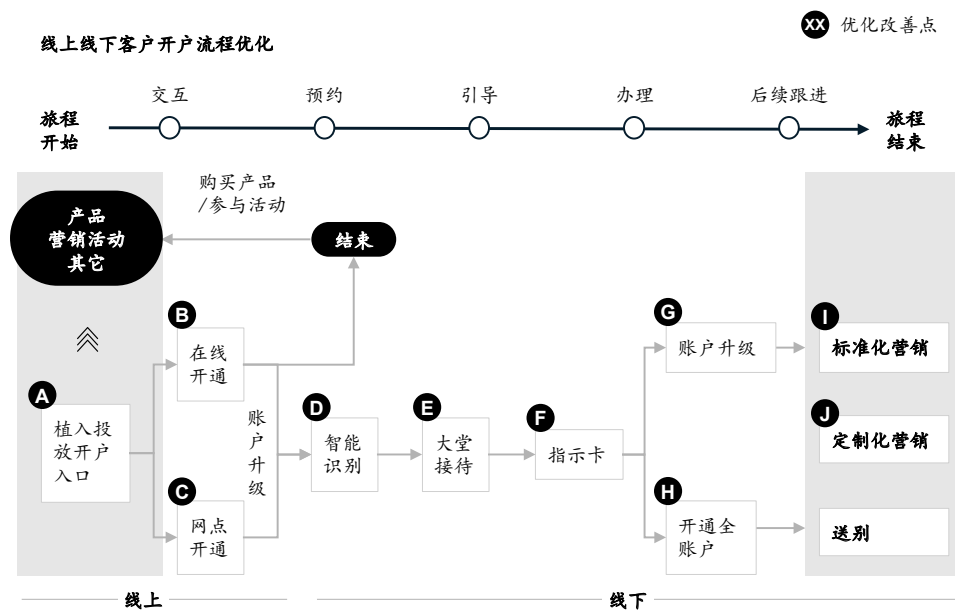 XX 优化改善点
线上线下客户开户流程优化
交互
预约
引导
办理
后续跟进
旅程
开始
旅程
结束
购买产品
/参与活动
产品
营销活动
其它
结束
B
在线
开通
G
账户升级
I
标准化营销
A
植入投
放开户
入口
账
户
升
级
D
智能
识别
E
大堂
接待
F
指示卡
J
定制化营销
C
网点
开通
H
开通全
账户
送别
线上
线下